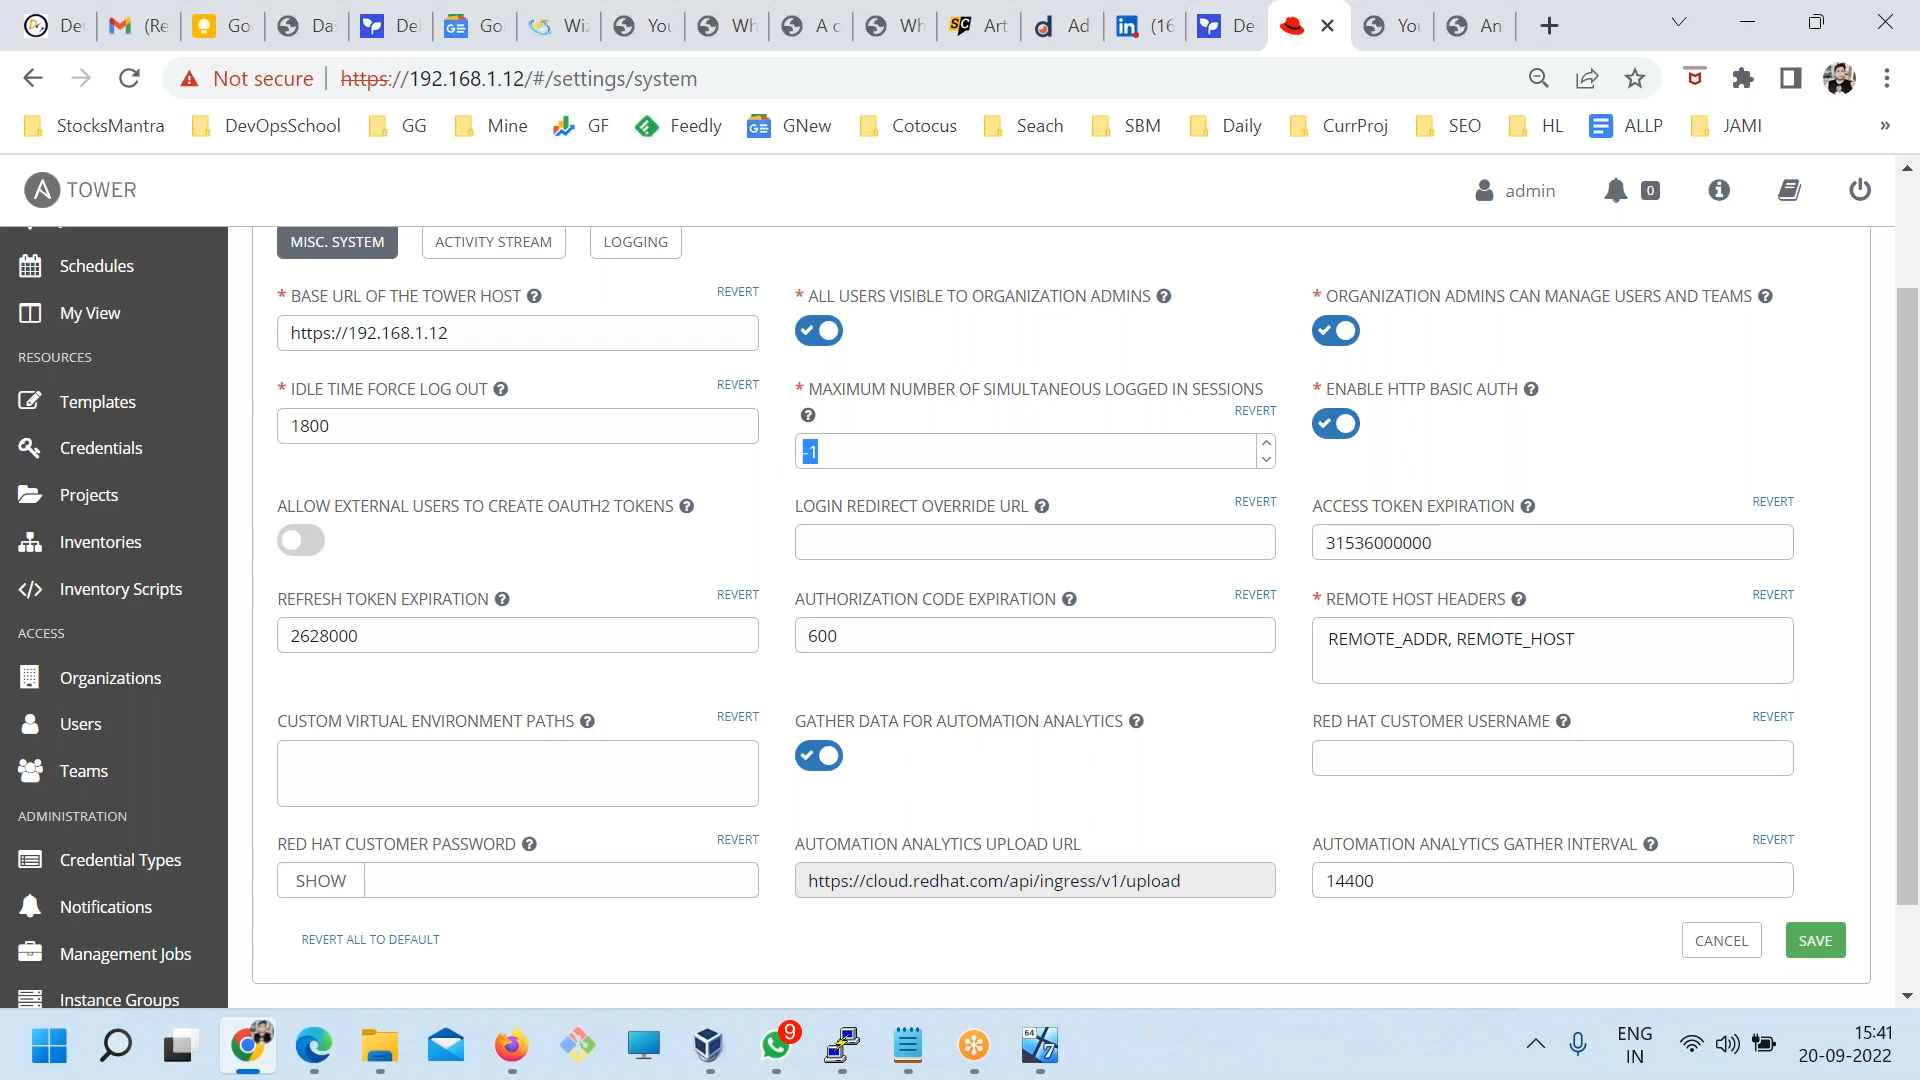 De
(Re
Go
Da
Del
Go
Wiz
You
Wh
A c
Wh
Art
Ad
(16
De
You
An
Not secure
https://192.168.1.12/#/settings/system
StocksMantra
DevOpsSchool
GG
Mine
GF
Feedly
GNew
Cotocus
Seach
SBM
Daily
CurrProj
SEO
HL
ALLP
JAMI
»
A TOWER
admin
0
Schedules
My View
RESOURCES
Templates
Credentials
Projects
Inventories
Inventory Scripts
ACCESS
Organizations
Users
Teams
ADMINISTRATION
Credential Types
Notifications
Management Jobs
Instance Groups
MISC. SYSTEM
ACTIVITY STREAM
LOGGING
* BASE URL OF THE TOWER HOST
REVERT
https://192.168.1.12
* ALL USERS VISIBLE TO ORGANIZATION ADMINS
* ORGANIZATION ADMINS CAN MANAGE USERS AND TEAMS
* IDLE TIME FORCE LOG OUT
REVERT
1800
* MAXIMUM NUMBER OF SIMULTANEOUS LOGGED IN SESSIONS
REVERT
-1
* ENABLE HTTP BASIC AUTH
ALLOW EXTERNAL USERS TO CREATE OAUTH2 TOKENS
LOGIN REDIRECT OVERRIDE URL
REVERT
ACCESS TOKEN EXPIRATION
REVERT
31536000000
REFRESH TOKEN EXPIRATION
REVERT
2628000
AUTHORIZATION CODE EXPIRATION
REVERT
600
* REMOTE HOST HEADERS
REVERT
REMOTE_ADDR, REMOTE_HOST
CUSTOM VIRTUAL ENVIRONMENT PATHS
REVERT
GATHER DATA FOR AUTOMATION ANALYTICS
RED HAT CUSTOMER USERNAME
REVERT
RED HAT CUSTOMER PASSWORD
REVERT
SHOW
AUTOMATION ANALYTICS UPLOAD URL
https://cloud.redhat.com/api/ingress/v1/upload
AUTOMATION ANALYTICS GATHER INTERVAL
REVERT
14400
REVERT ALL TO DEFAULT
CANCEL
SAVE
9
64
7
ENG
IN
15:41
20-09-2022